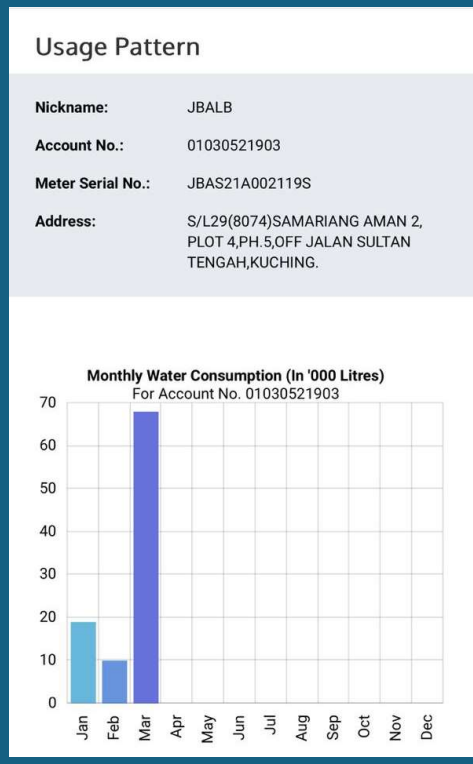 Usage Pattern
Nickname: JBALB
Account No.: 01030521903
Meter Serial No.: JBAS21A002119S
Address: S/L29(8074)SAMARIANG AMAN 2,
PLOT 4,PH.5,OFF JALAN SULTAN
TENGAH,KUCHING.
Monthly Water Consumption (In '000 Litres)
For Account No. 01030521903
70
60
50
40
30
20
10
0
Jan Feb Mar Apr May Jun Jul Aug Sep Oct Nov Dec